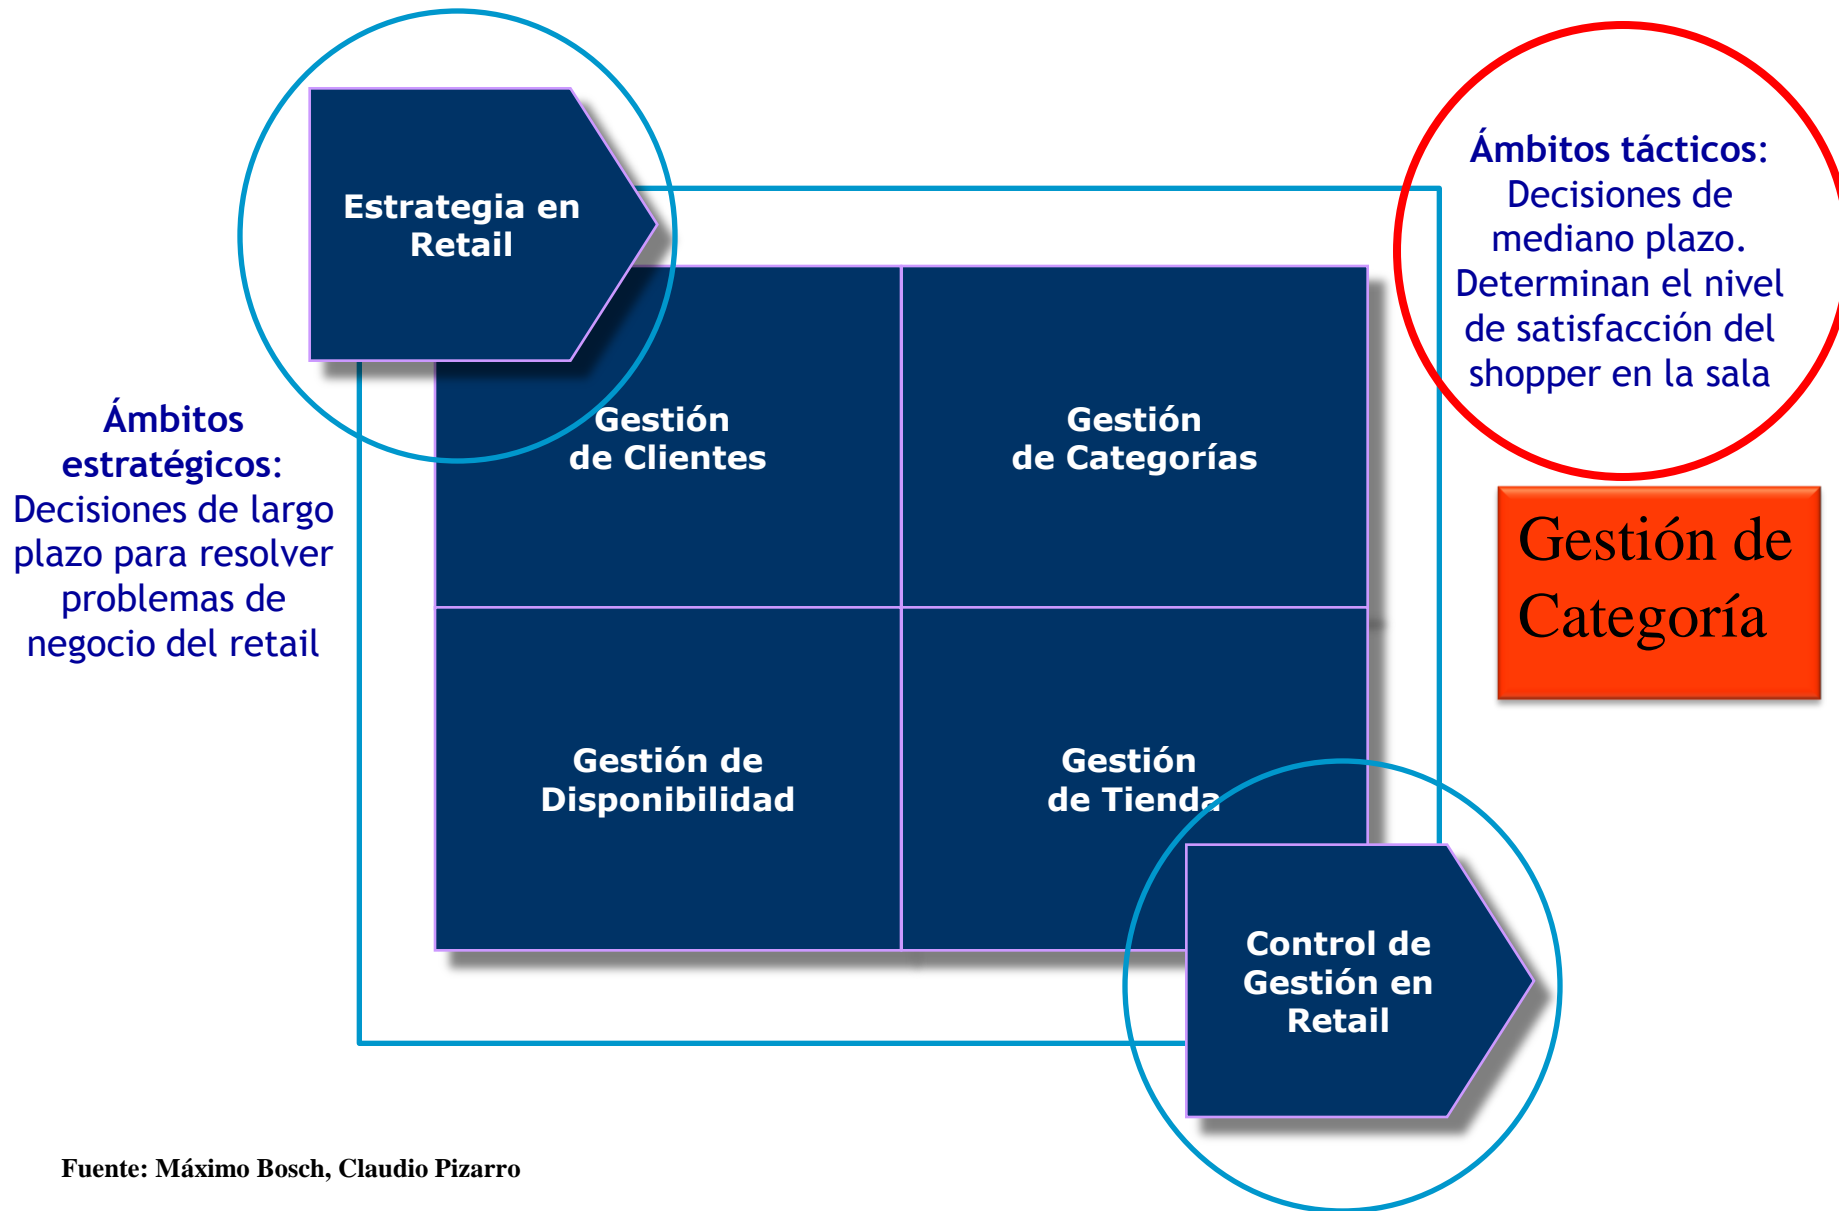 Estrategia en
Retail
Ámbitos tácticos:
Decisiones de
mediano plazo.
Determinan el nivel
de satisfacción del
shopper en la sala
Ámbitos
estratégicos:
Decisiones de largo
plazo para resolver
problemas de
negocio del retail
Gestión
de Clientes
Gestión
de Categorías
Gestión de
Categoría
Gestión de
Disponibilidad
Gestión
de Tienda
Control de
Gestión en
Retail
Fuente: Máximo Bosch, Claudio Pizarro